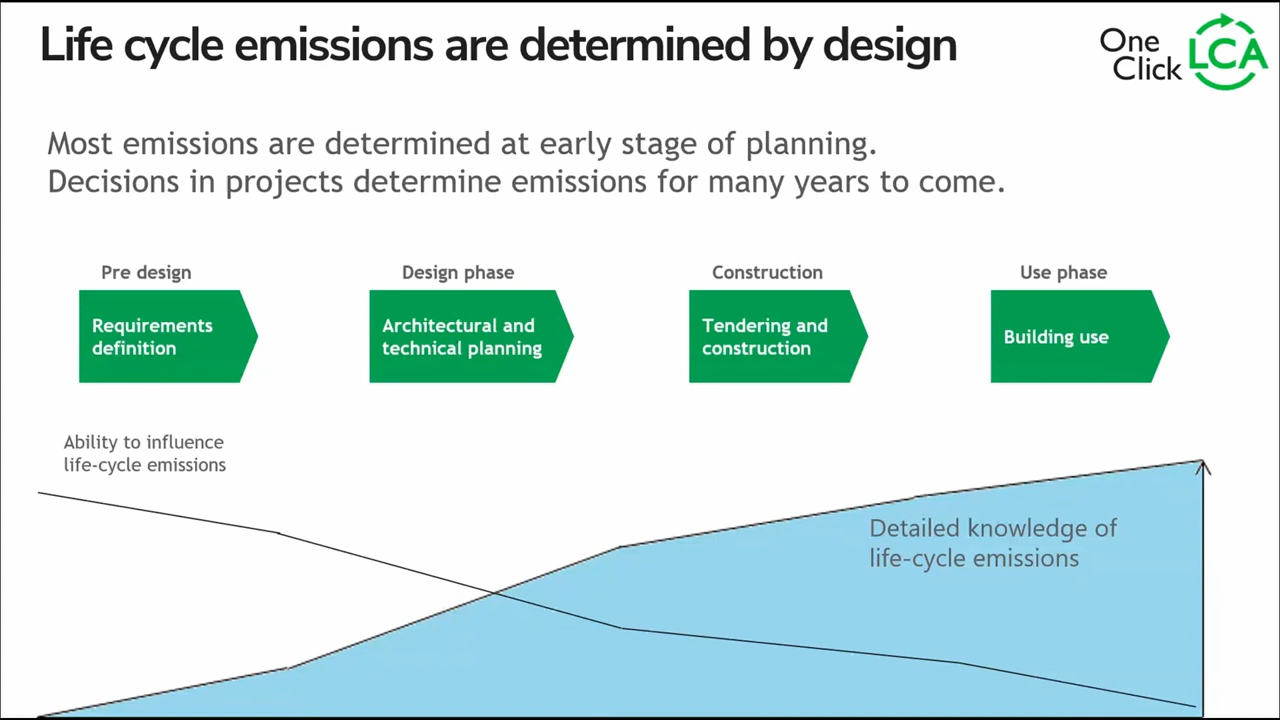 Life cycle emissions are determined by design
One
Click
LCA
Most emissions are determined at early stage of planning.
Decisions in projects determine emissions for many years to come.
Pre design
Requirements
definition
Design phase
Architectural and
technical planning
Construction
Tendering and
construction
Use phase
Building use
Ability to influence
life-cycle emissions
Detailed knowledge of
life-cycle emissions